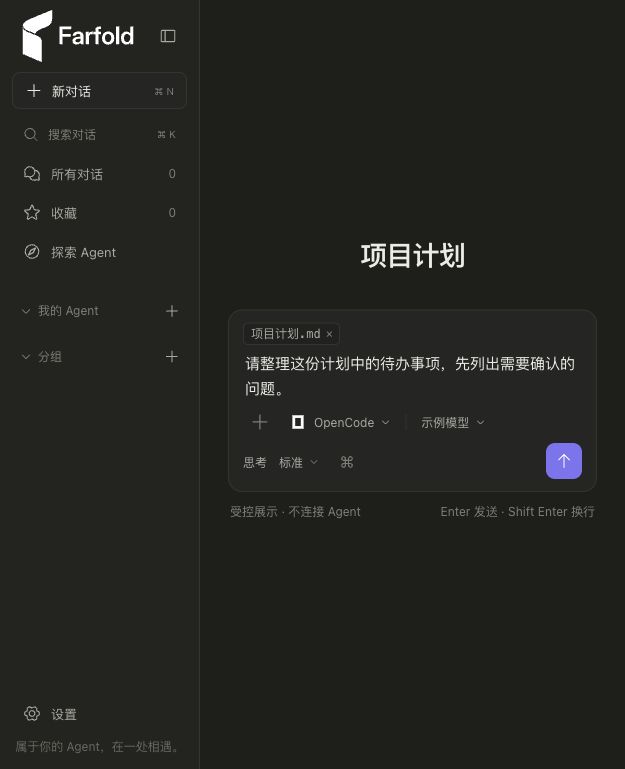 Farfold
新对话 ⌘ N
搜索对话 ⌘ K
所有对话 0
收藏 0
探索 Agent
我的 Agent
分组
设置
属于你的 Agent，在一处相遇。
项目计划
项目计划.md ×
请整理这份计划中的待办事项，先列出需要确认的
问题。
OpenCode 示例模型
思考 标准 ⌘
受控展示 · 不连接 Agent Enter 发送 · Shift Enter 换行